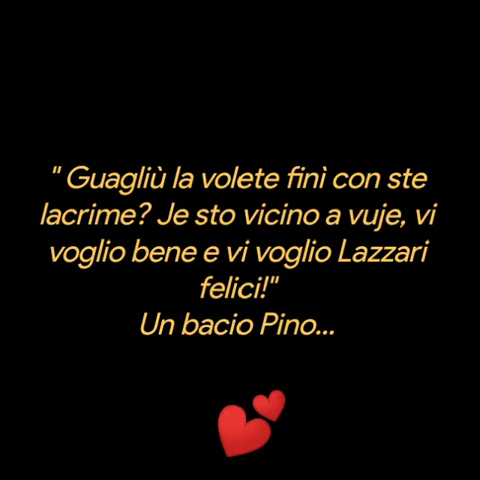 " Guagliù la volete finì con ste
lacrime? Je sto vicino a vuje, vi
voglio bene e vi voglio Lazzari
felici!"
Un bacio Pino...